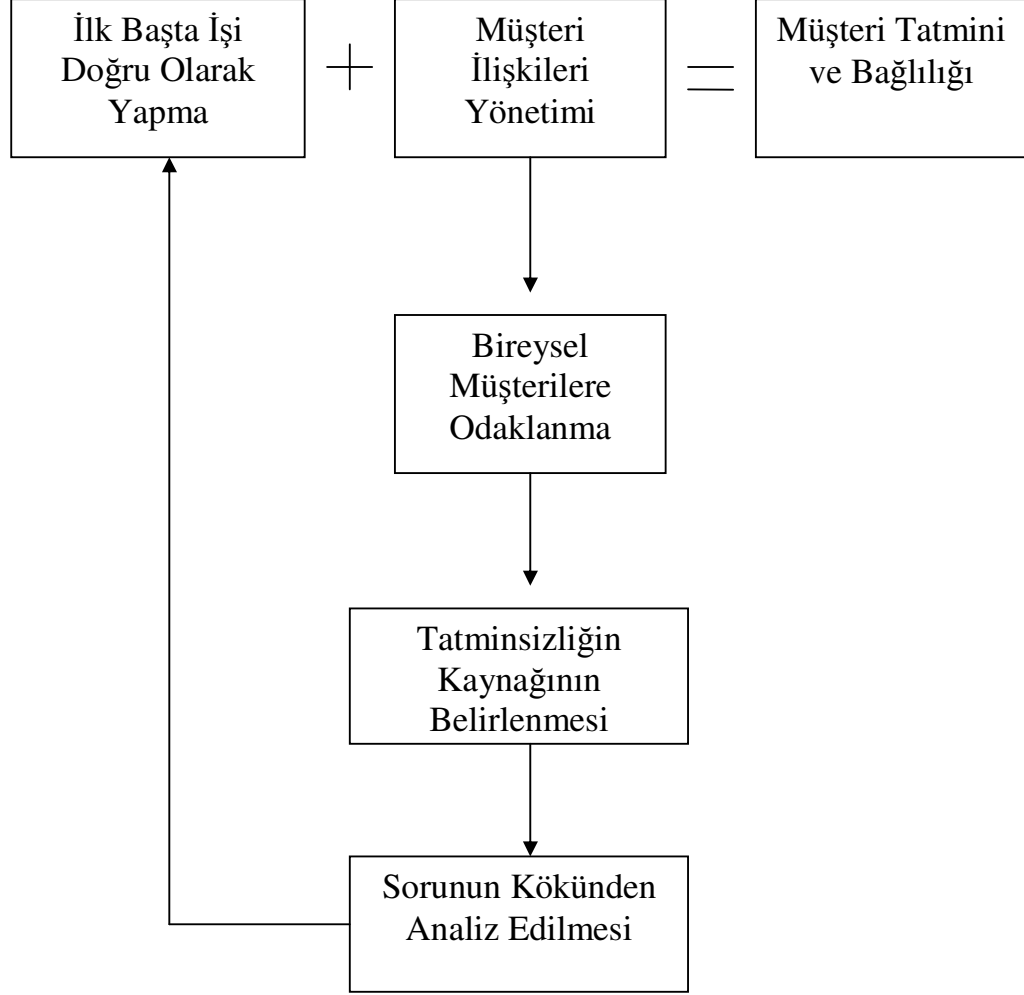 İlk Başta İşi
Doğru Olarak
Yapma
+
Müşteri
İlişkileri
Yönetimi
=
Müşteri Tatmini
ve Bağlılığı
Bireysel
Müşterilere
Odaklanma
Tatminsizliğin
Kaynağının
Belirlenmesi
Sorunun Kökünden
Analiz Edilmesi